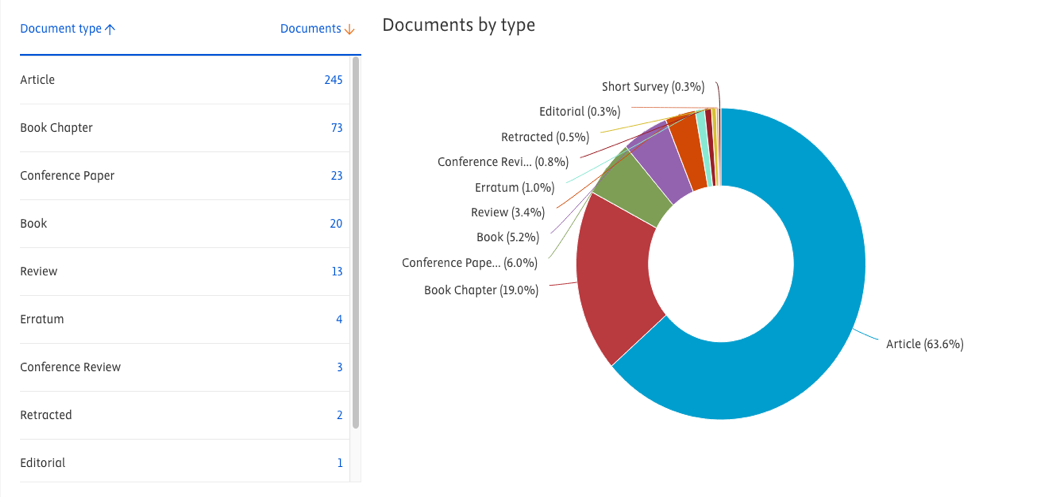 Document type Documents
Article 245
Book Chapter 73
Conference Paper 23
Book 20
Review 13
Erratum 4
Conference Review 3
Retracted 2
Editorial 1
Documents by type
Short Survey (0.3%)
Editorial (0.3%)
Retracted (0.5%)
Conference Revi... (0.8%)
Erratum (1.0%)
Review (3.4%)
Book (5.2%)
Conference Pape... (6.0%)
Book Chapter (19.0%)
Article (63.6%)